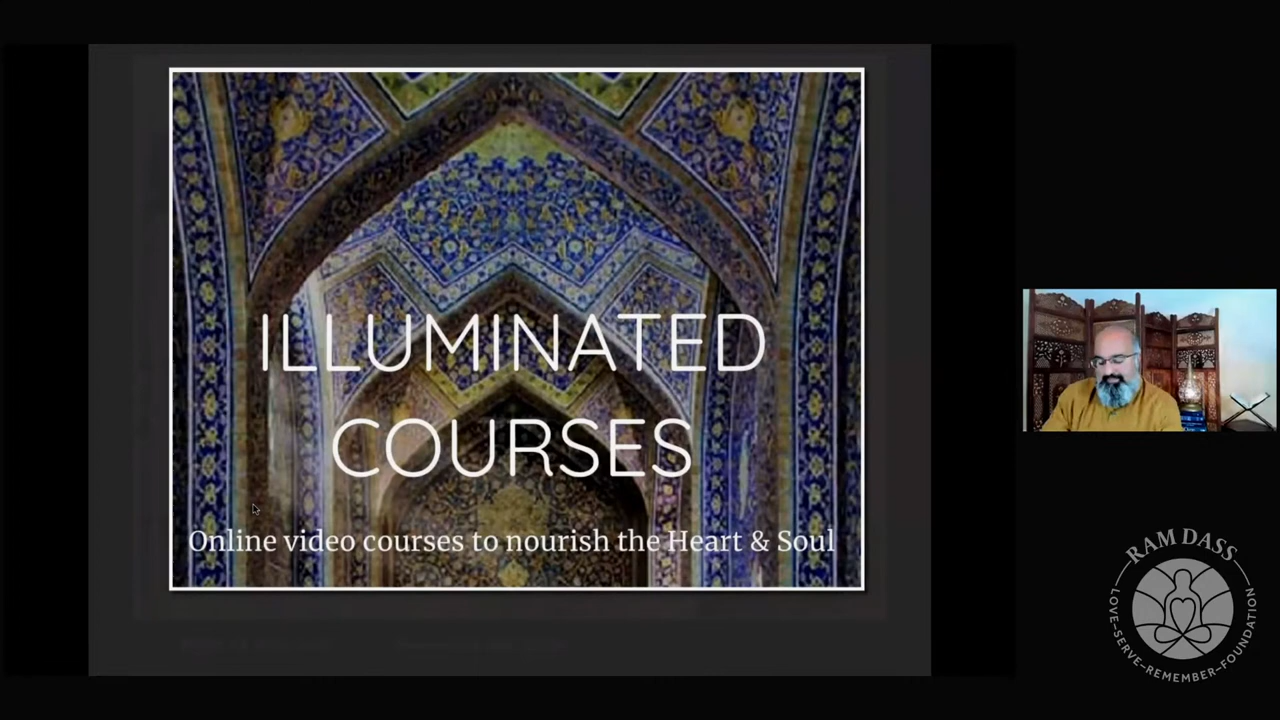 ILLUMINATED
COURSES
Online video courses to nourish the Heart & Soul
RAM DASS
LOVE–SERVE–REMEMBER–FOUNDATION